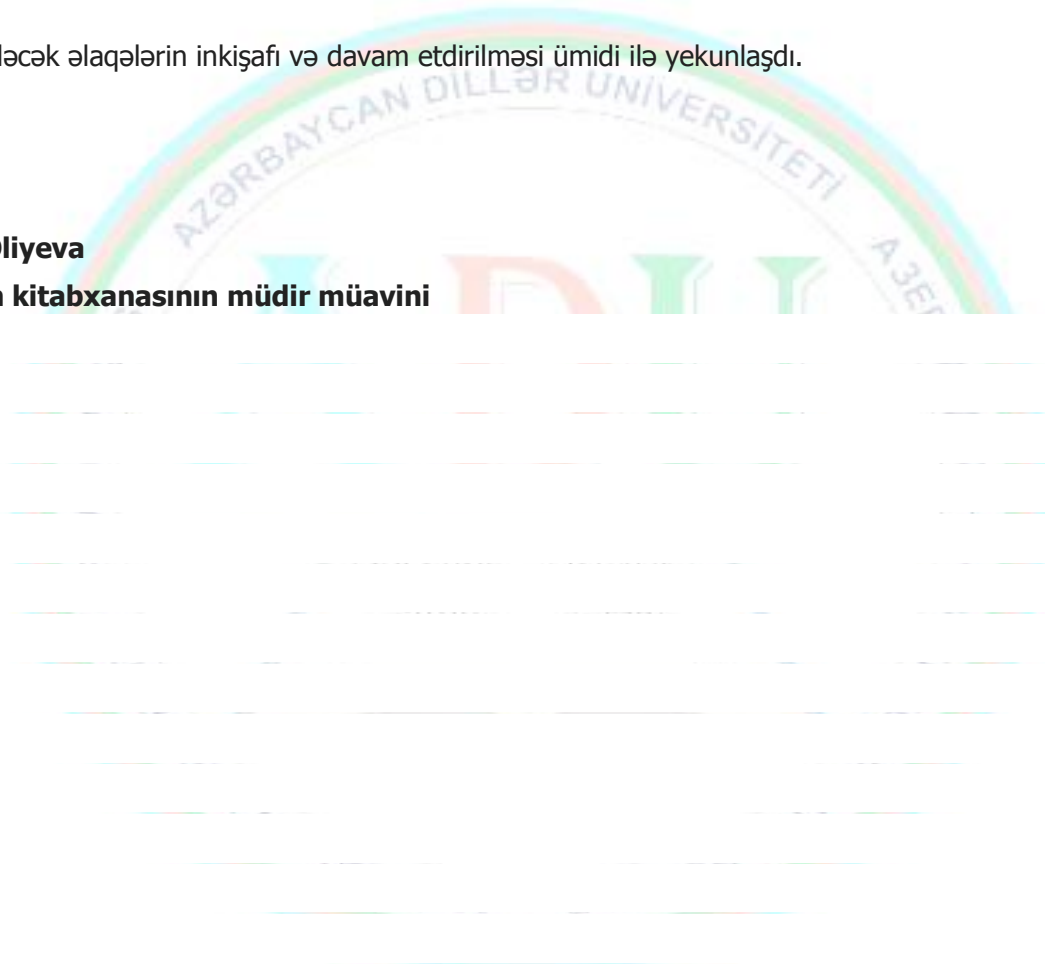 ləcək əlaqələrin inkişafı və davam etdirilməsi ümidi ilə yekunlaşdı.
AZƏRBAYCAN DİLLƏR UNİVERSİTETİ
Əliyeva
kitabxanasının müdir müavini